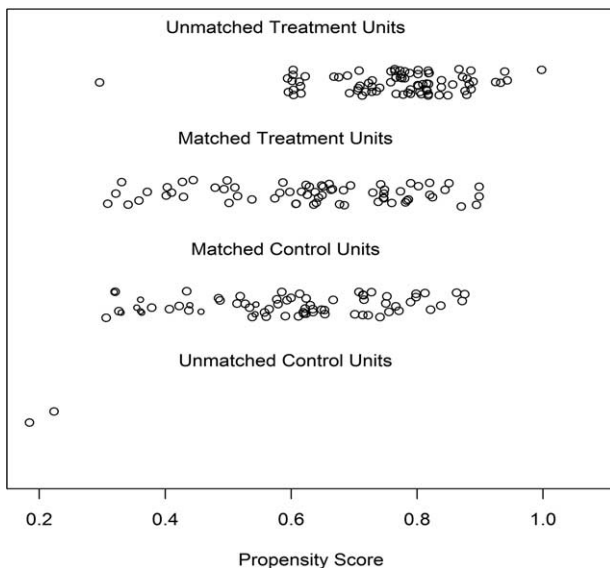 Unmatched Treatment Units
Matched Treatment Units
Matched Control Units
Unmatched Control Units
0.2 0.4 0.6 0.8 1.0
Propensity Score